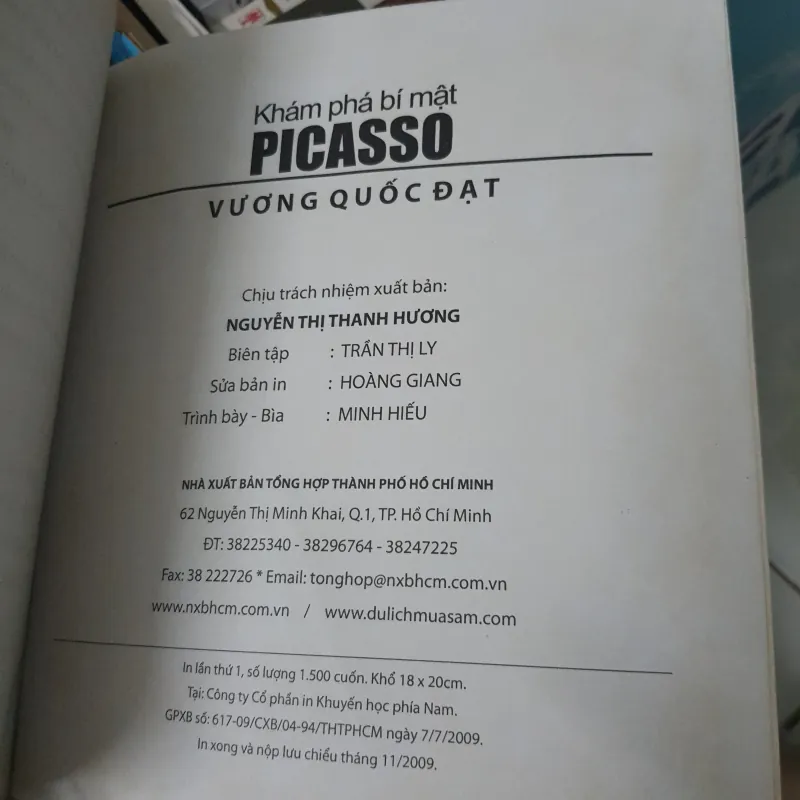 Khám phá bí mật
PICASSO
VƯƠNG QUỐC ĐẠT
Chịu trách nhiệm xuất bản:
NGUYỄN THỊ THANH HƯƠNG
Biên tập : TRẦN THỊ LY
Sửa bản in : HOÀNG GIANG
Trình bày - Bìa : MINH HIẾU
NHÀ XUẤT BẢN TỔNG HỢP THÀNH PHỐ HỒ CHÍ MINH
62 Nguyễn Thị Minh Khai, Q.1, TP. Hồ Chí Minh
ĐT: 38225340 - 38296764 - 38247225
Fax: 38 222726 * Email: tonghop@nxbhcm.com.vn
www.nxbhcm.com.vn / www.dulichmuasam.com
In lần thứ 1, số lượng 1.500 cuốn. Khổ 18 x 20cm.
Tại: Công ty Cổ phần in Khuyến học phía Nam.
GPXB số: 617-09/CXB/04-94/THTPHCM ngày 7/7/2009.
In xong và nộp lưu chiểu tháng 11/2009.